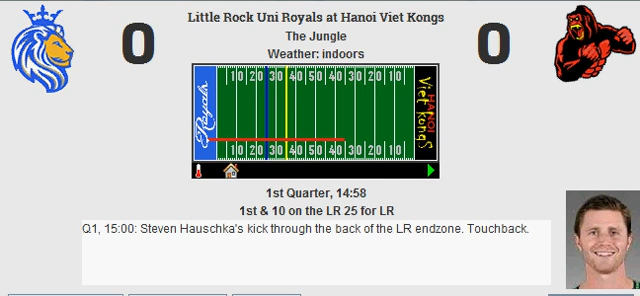 0
Little Rock Uni Royals at Hanoi Viet Kongs
0
The Jungle
Weather: indoors
10 20 30 40 50 40 30 20 10
Royals
HANOI
Viet Kongs
10 20 30 40 50 40 30 20 10
1st Quarter, 14:58
1st & 10 on the LR 25 for LR
Q1, 15:00: Steven Hauschka's kick through the back of the LR endzone. Touchback.